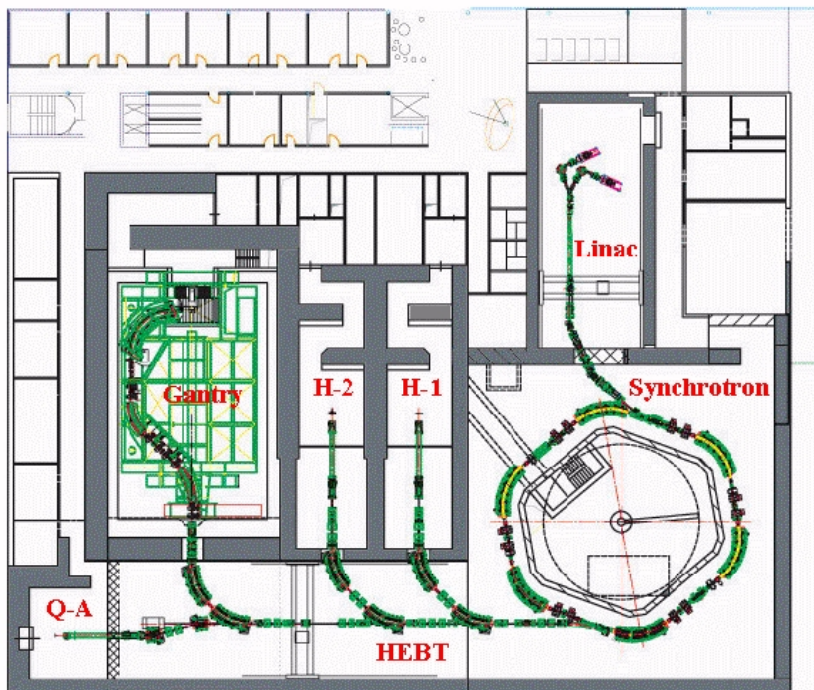 Linac
Gantry
H-2
H-1
Synchrotron
Q-A
HEBT